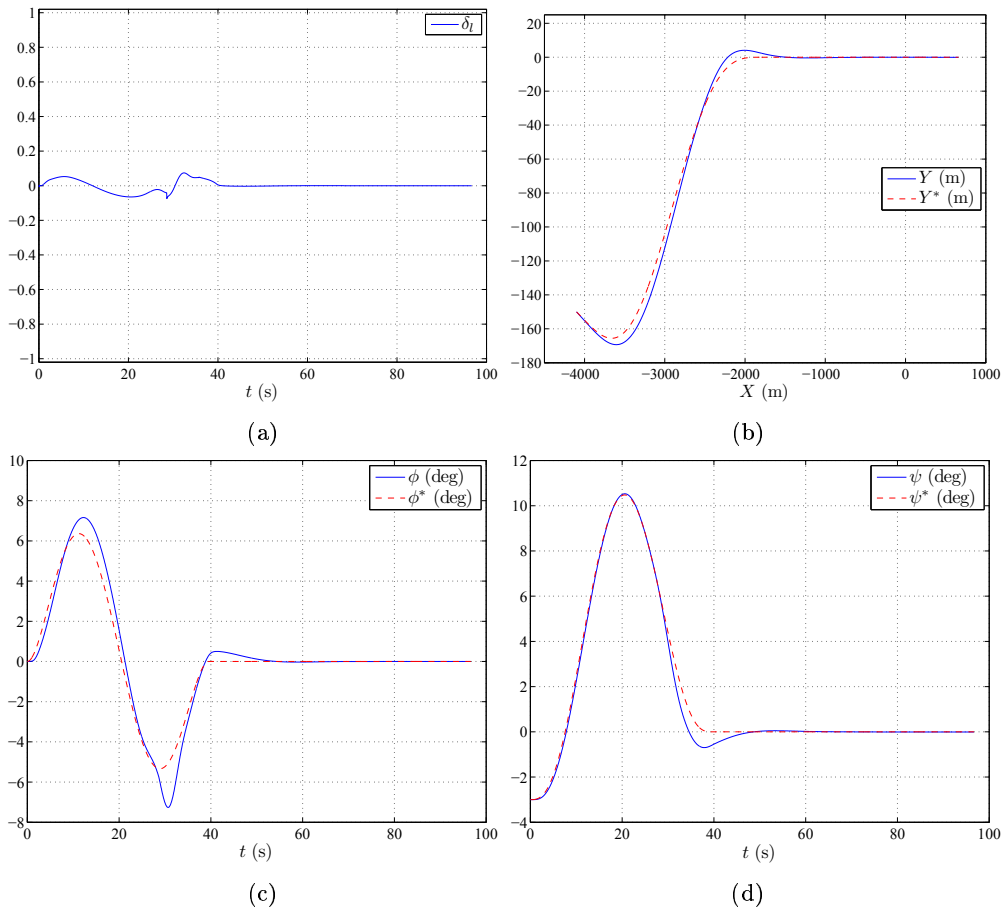 1
0.8
0.6
0.4
0.2
0
−0.2
−0.4
−0.6
−0.8
−1
0 20 40 60 80 100
t (s)
δ_l
(a)
20
0
−20
−40
−60
−80
−100
−120
−140
−160
−180
−4000 −3000 −2000 −1000 0 1000
X (m)
Y (m)
Y* (m)
(b)
10
8
6
4
2
0
−2
−4
−6
−8
0 20 40 60 80 100
t (s)
ϕ (deg)
ϕ* (deg)
(c)
12
10
8
6
4
2
0
−2
−4
0 20 40 60 80 100
t (s)
ψ (deg)
ψ* (deg)
(d)